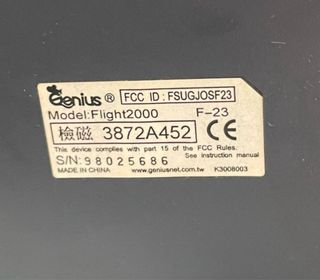 Genius® FCC ID : FSUGJOSF23
Model:Flight2000 F-23
檢磁 3872A452 CE
This device complies with part 15 of the FCC Rules.
See instruction manual
S/N:98025686
MADE IN CHINA www.geniusnet.com.tw K3008003